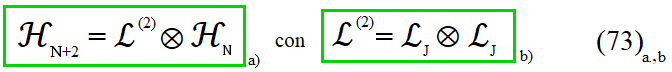 ℋ_{N+2} = ℒ^{(2)} ⊗ ℋ_N a) con ℒ^{(2)} = ℒ_J ⊗ ℒ_J b) (73)_{a.,b}